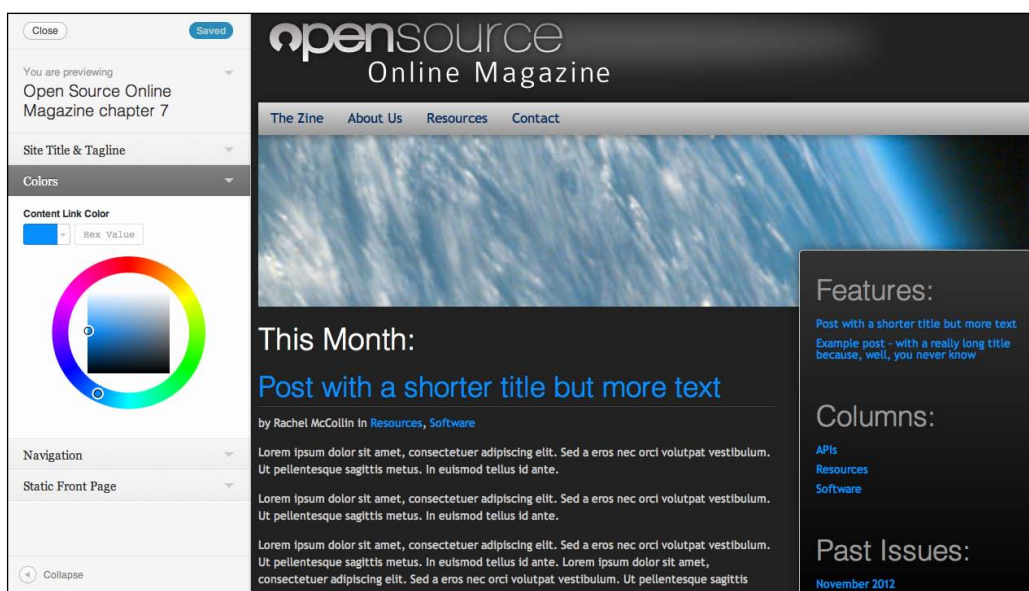 Close
Saved
You are previewing
Open Source Online
Magazine chapter 7
Site Title & Tagline
Colors
Content Link Color
Hex Value
Navigation
Static Front Page
Collapse
opensource
Online Magazine
The Zine About Us Resources Contact
This Month:
Post with a shorter title but more text
by Rachel McCollin in Resources, Software
Lorem ipsum dolor sit amet, consectetuer adipiscing elit. Sed a eros nec orci volutpat vestibulum.
Ut pellentesque sagittis metus. In euismod tellus id ante.
Lorem ipsum dolor sit amet, consectetuer adipiscing elit. Sed a eros nec orci volutpat vestibulum.
Ut pellentesque sagittis metus. In euismod tellus id ante.
Lorem ipsum dolor sit amet, consectetuer adipiscing elit. Sed a eros nec orci volutpat vestibulum.
Ut pellentesque sagittis metus. In euismod tellus id ante. Lorem ipsum dolor sit amet,
consectetuer adipiscing elit. Sed a eros nec orci volutpat vestibulum. Ut pellentesque sagittis
Features:
Post with a shorter title but more text
Example post - with a really long title
because, well, you never know
Columns:
APIs
Resources
Software
Past Issues:
November 2012